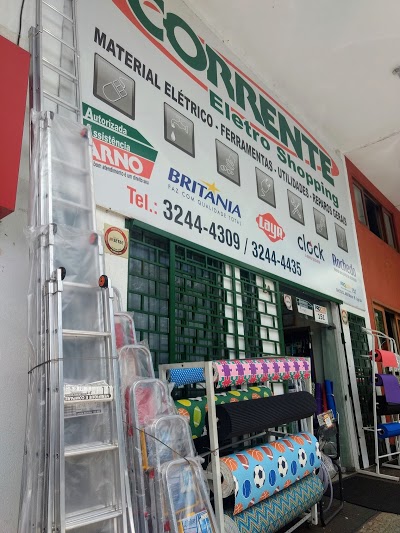 CORRENTE
Eletro Shopping
MATERIAL ELÉTRICO - FERRAMENTAS - UTILIDADES - REPAROS GERAIS
Autorizada
Assistência
ARNO
BRITANIA
FAZ COM QUALIDADE TOTAL
Tel.: 3244-4309 / 3244-4435
Layr
clock
Rochedo